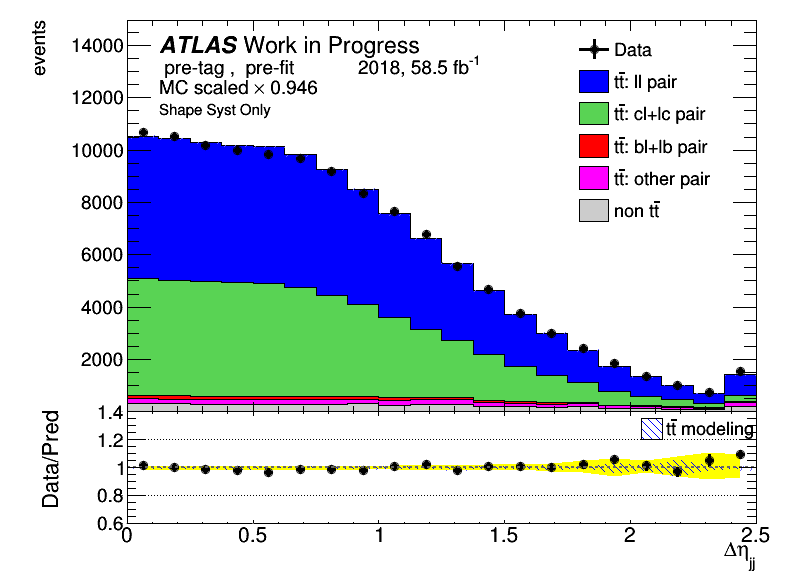 events
14000
12000
10000
8000
6000
4000
2000
ATLAS Work in Progress
pre-tag , pre-fit 2018, 58.5 fb⁻¹
MC scaled × 0.946
Shape Syst Only
Data
tt̄: ll pair
tt̄: cl+lc pair
tt̄: bl+lb pair
tt̄: other pair
non tt̄
Data/Pred
1.4
1.2
1
0.8
0.6
tt̄ modeling
0 0.5 1 1.5 2 2.5
Δηjj